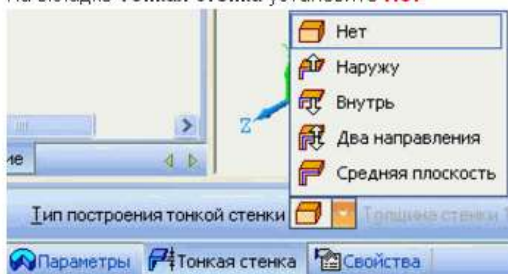 На вкладке Тонкая стенка установите Нет
Нет
Наружу
Внутрь
Z
Два направления
ие
Средняя плоскость
Тип построения тонкой стенки
Толщина стенки
Параметры
Тонкая стенка
Свойства